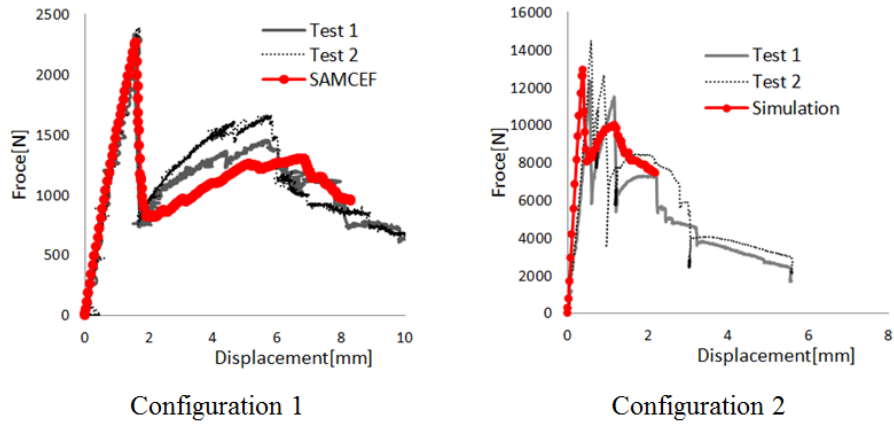 2500
2000
1500
1000
500
0
Froce[N]
0 2 4 6 8 10
Displacement[mm]
Test 1
Test 2
SAMCEF
Configuration 1
16000
14000
12000
10000
8000
6000
4000
2000
0
Froce[N]
0 2 4 6 8
Displacement[mm]
Test 1
Test 2
Simulation
Configuration 2